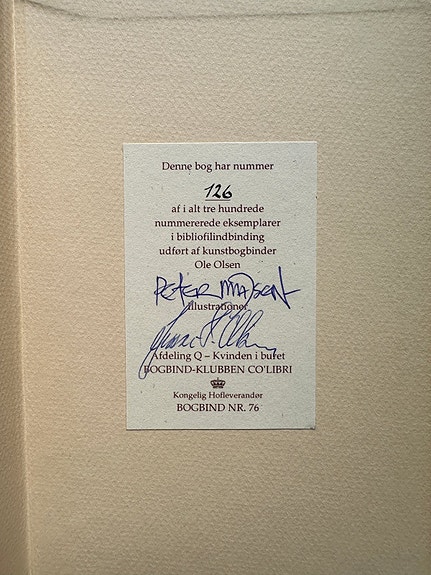 Denne bog har nummer
126
af i alt tre hundrede
nummererede eksemplarer
i bibliofilindbinding
udført af kunstbogbinder
Ole Olsen
PETER MADSEN
Illustrationer
Afdeling Q – Kvinden i buret
BOGBIND-KLUBBEN CO'LIBRI
Kongelig Hofleverandør
BOGBIND NR. 76